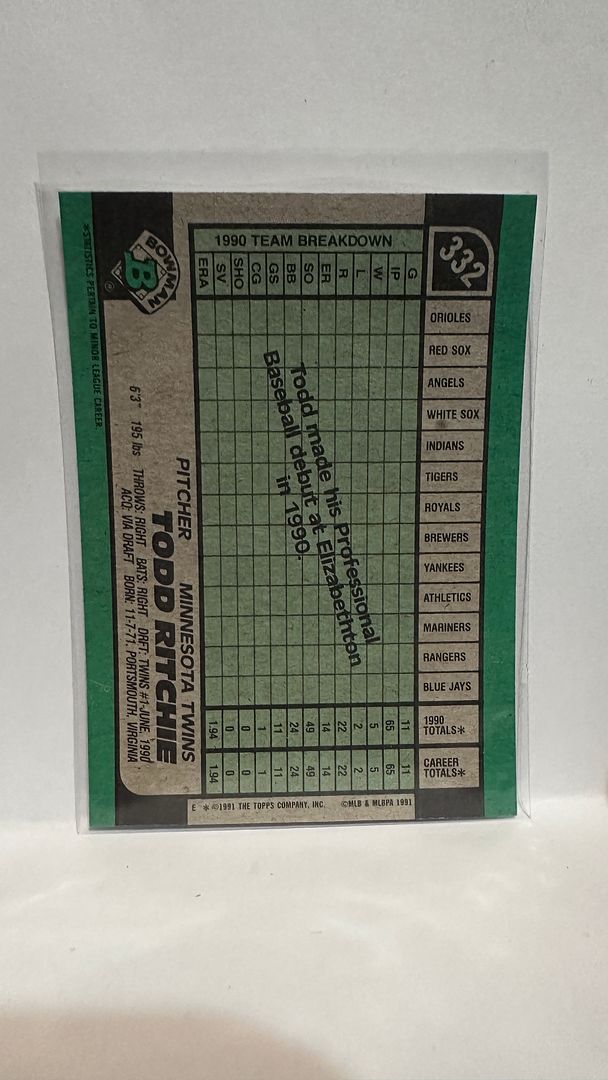 332
1990 TEAM BREAKDOWN
G IP W L R ER SO BB GS CG SHO SV ERA
ORIOLES
RED SOX
ANGELS
WHITE SOX
INDIANS
TIGERS
ROYALS
BREWERS
YANKEES
ATHLETICS
MARINERS
RANGERS
BLUE JAYS
1990 TOTALS* 11 65 5 2 22 14 49 24 11 1 0 0 1.94
CAREER TOTALS* 11 65 5 2 22 14 49 24 11 1 0 0 1.94
Todd made his Professional
Baseball debut at Elizabethton
in 1990.
E * ©1991 THE TOPPS COMPANY, INC. ©MLB & MLBPA 1991
PITCHER MINNESOTA TWINS
TODD RITCHIE
6'3" 195 lbs THROWS: RIGHT BATS: RIGHT DRFT: TWINS #1-JUNE, 1990
ACQ: VIA DRAFT BORN: 11-7-71, PORTSMOUTH, VIRGINIA
BOWMAN
B
®
*STATISTICS PERTAIN TO MINOR LEAGUE CAREER.